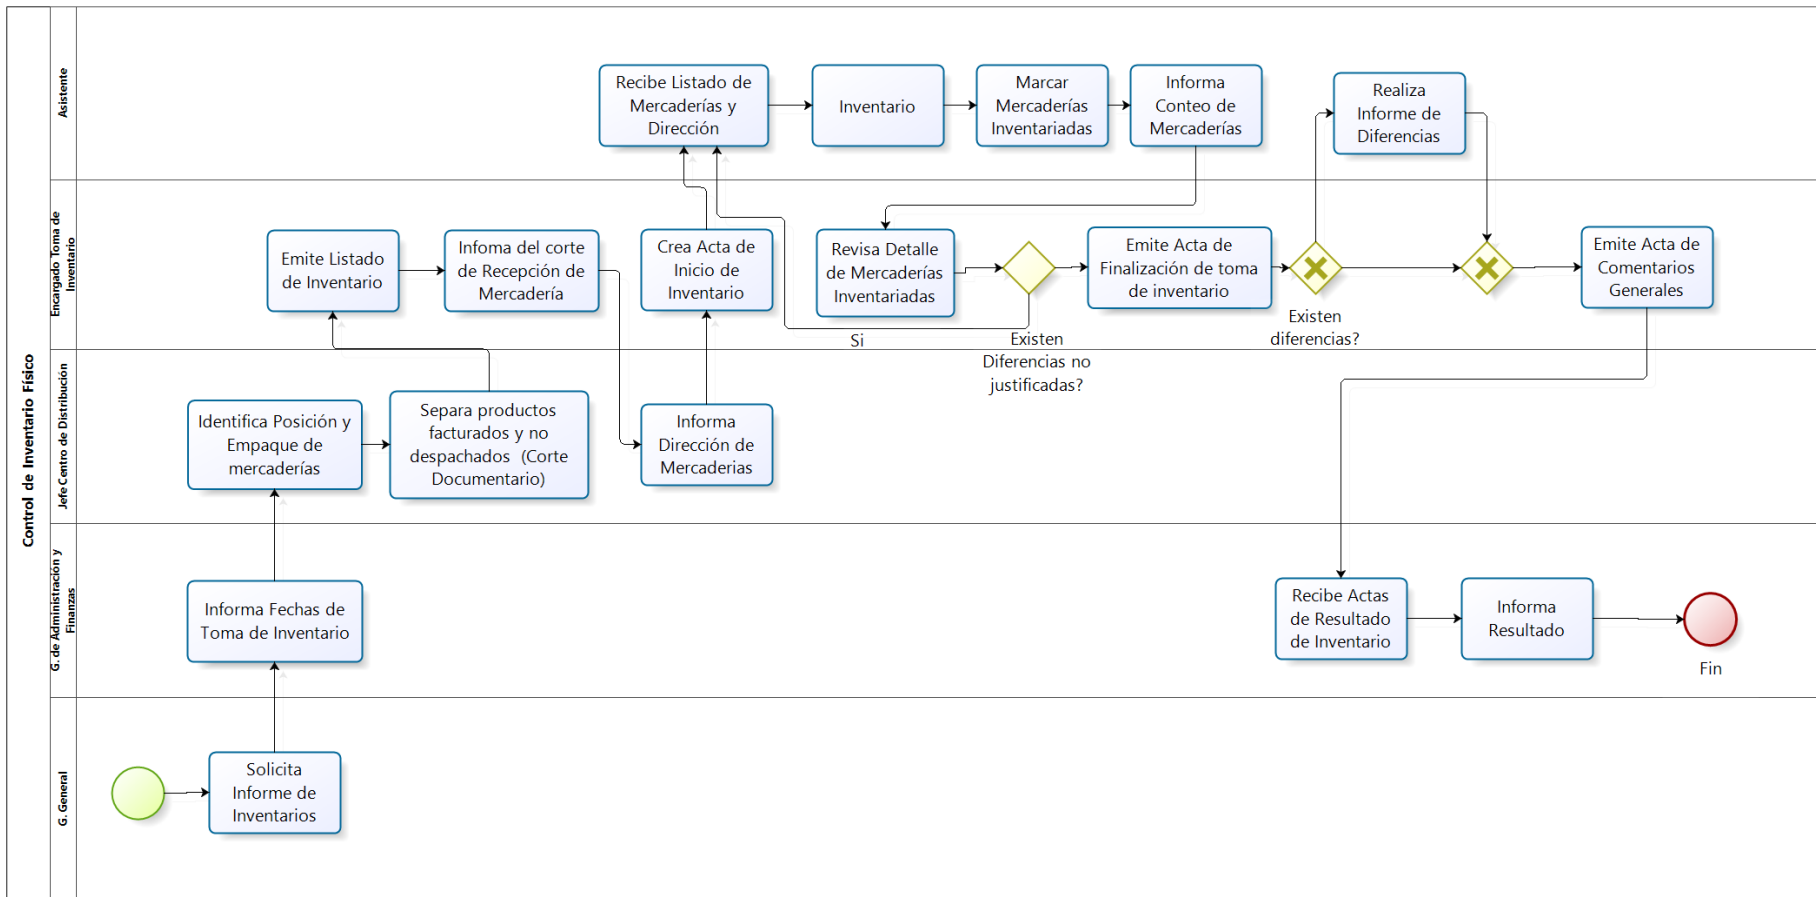 Control de Inventario Físico
Asistente
Recibe Listado de
Mercaderías y
Dirección
Inventario
Marcar
Mercaderías
Inventariadas
Informa
Conteo de
Mercaderías
Realiza
Informe de
Diferencias
Encargado Toma de
Inventario
Emite Listado
de Inventario
Infoma del corte
de Recepción de
Mercadería
Crea Acta de
Inicio de
Inventario
Revisa Detalle
de Mercaderías
Inventariadas
Si
Existen
Diferencias no
justificadas?
Emite Acta de
Finalización de toma
de inventario
Existen
diferencias?
Emite Acta de
Comentarios
Generales
Jefe Centro de Distribución
Identifica Posición y
Empaque de
mercaderías
Separa productos
facturados y no
despachados (Corte
Documentario)
Informa
Dirección de
Mercaderias
G. de Administración y
Finanzas
Informa Fechas de
Toma de Inventario
Recibe Actas
de Resultado
de Inventario
Informa
Resultado
Fin
G. General
Solicita
Informe de
Inventarios